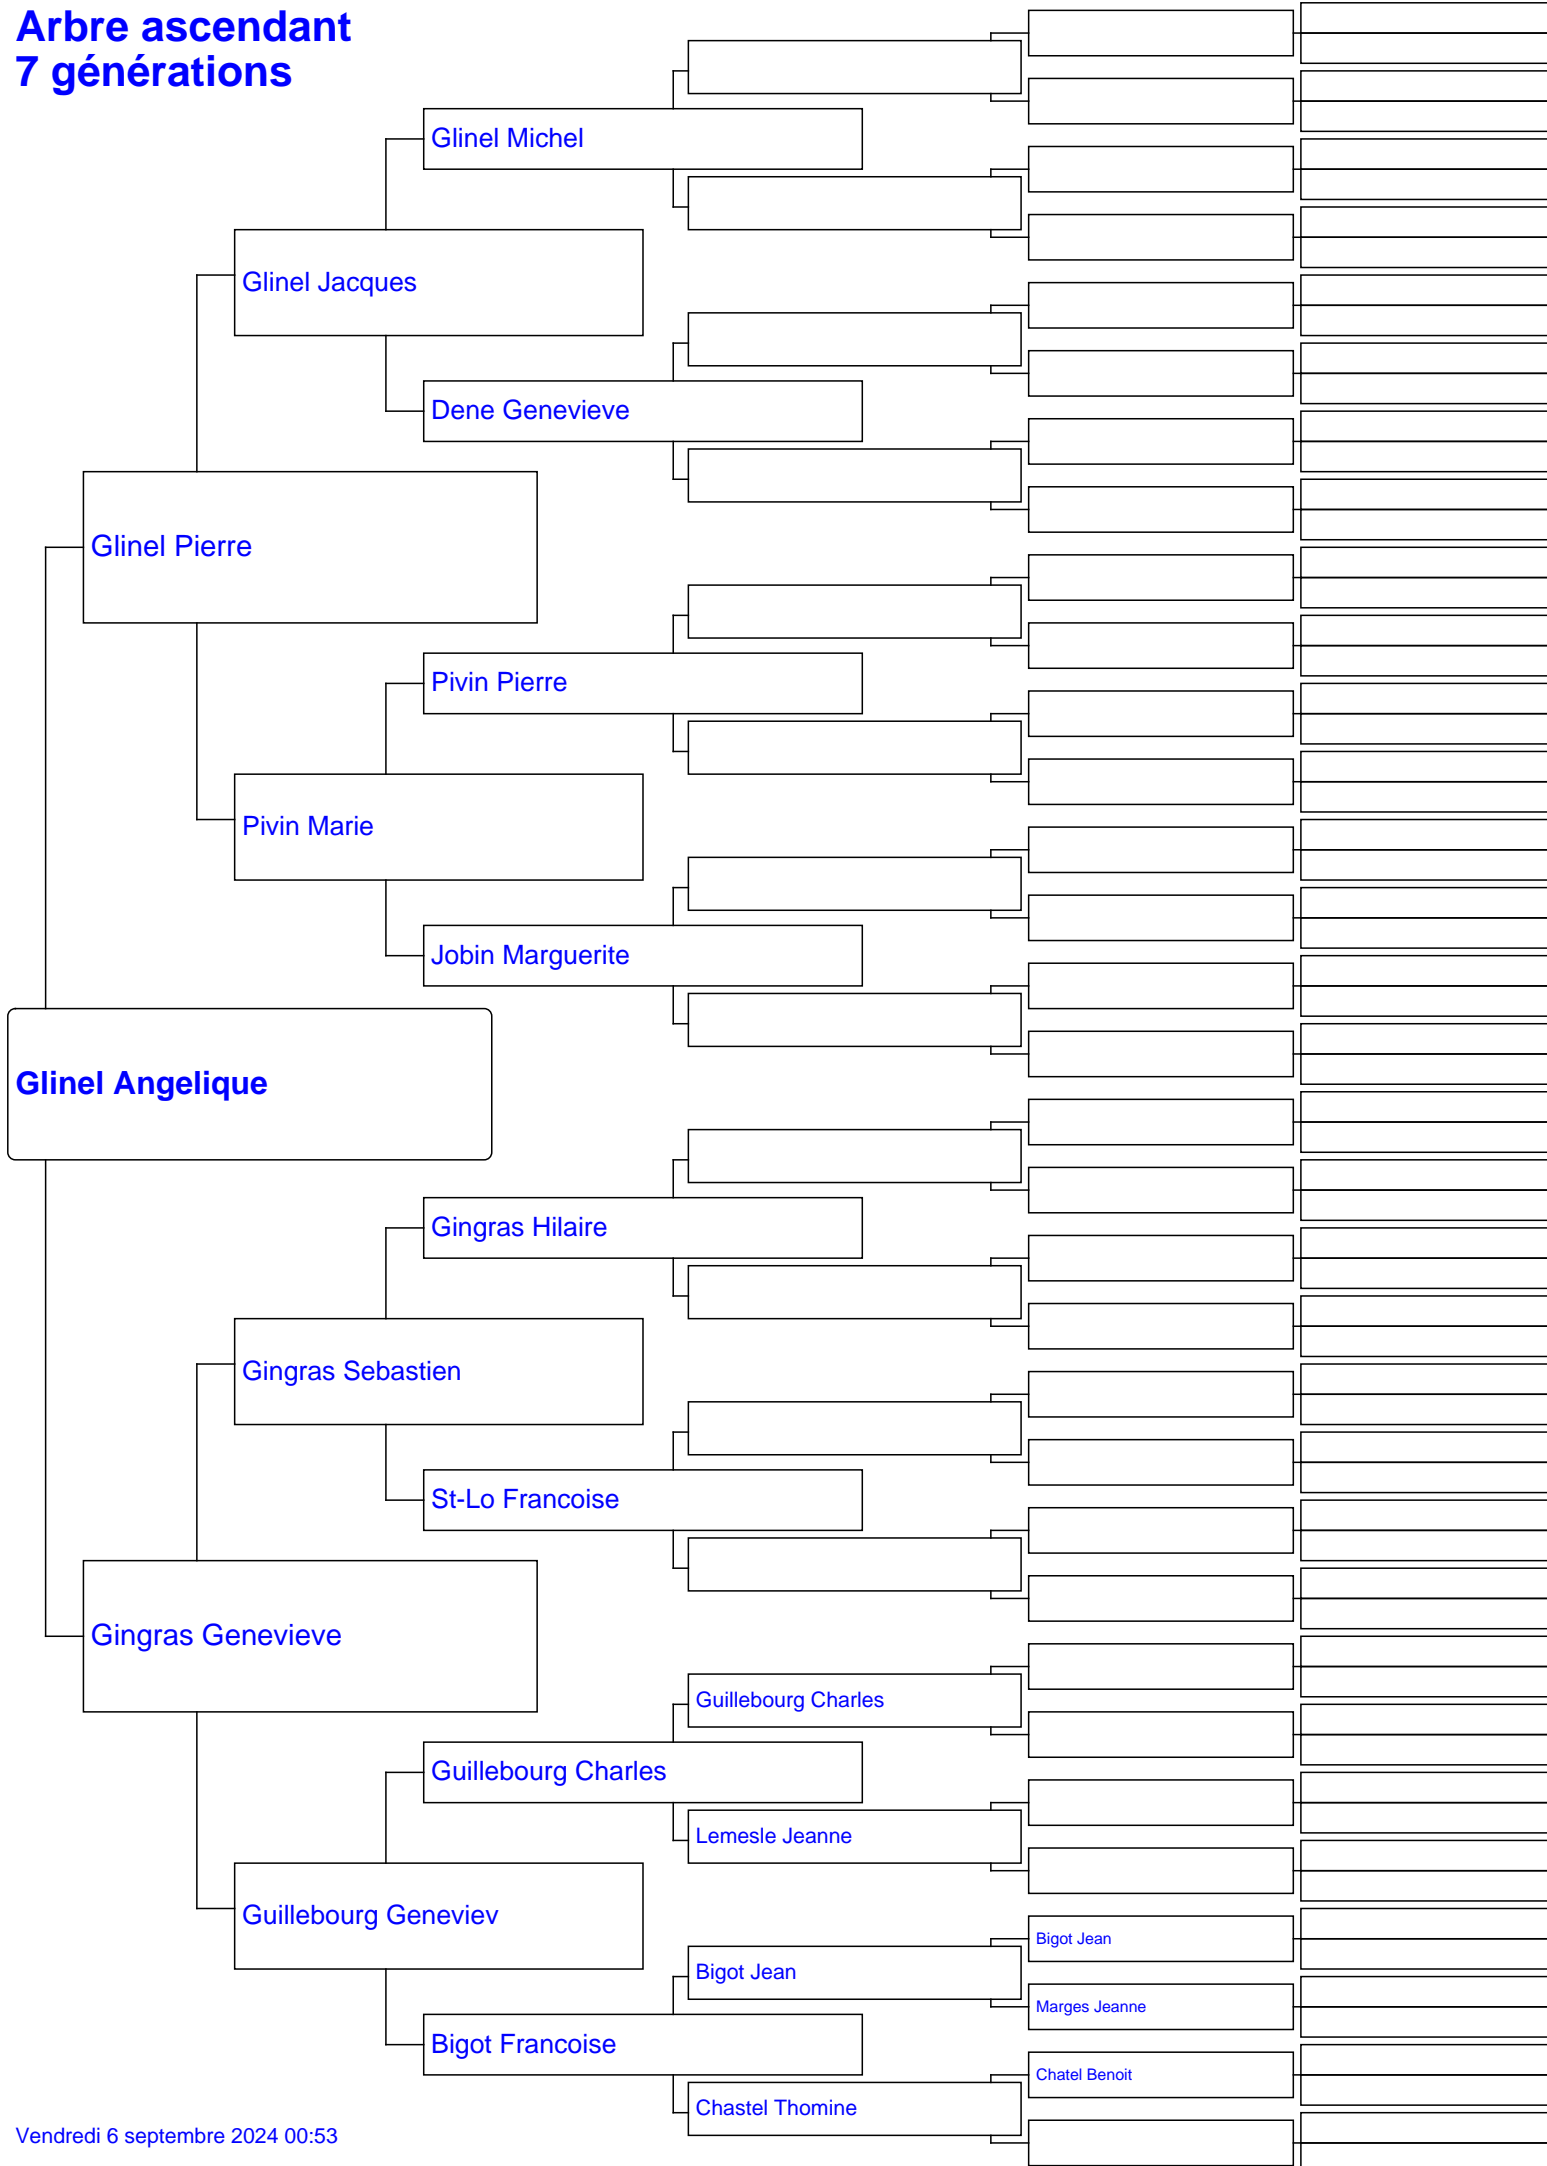 Arbre ascendant
7 générations
Glinel Michel
Glinel Jacques
Dene Genevieve
Glinel Pierre
Pivin Pierre
Pivin Marie
Jobin Marguerite
Glinel Angelique
Gingras Hilaire
Gingras Sebastien
St-Lo Francoise
Gingras Genevieve
Guillebourg Charles
Guillebourg Charles
Lemesle Jeanne
Guillebourg Geneviev
Bigot Jean
Bigot Jean
Marges Jeanne
Bigot Francoise
Chatel Benoit
Chastel Thomine
Vendredi 6 septembre 2024 00:53